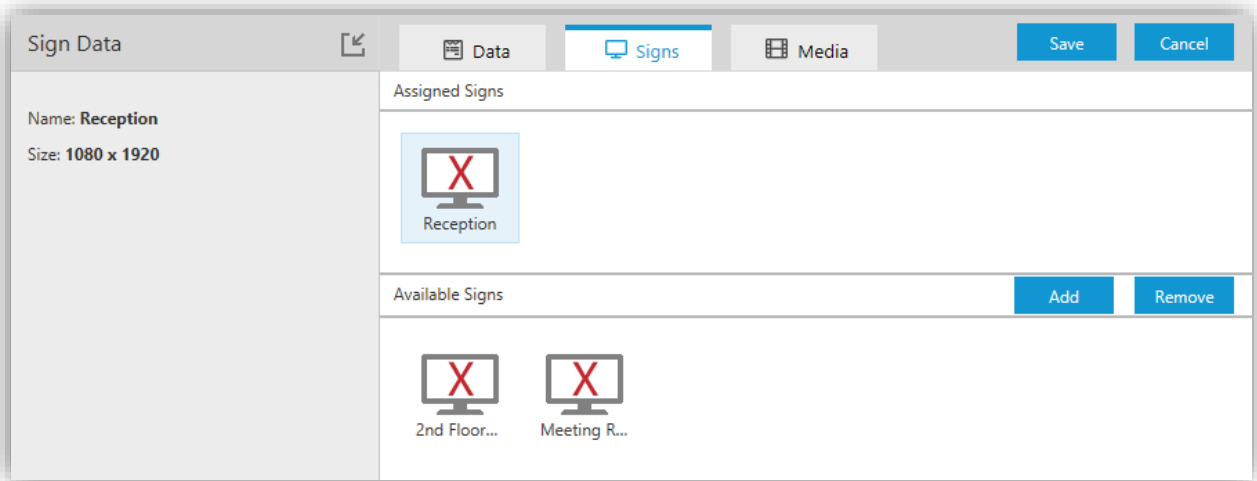 Sign Data
Data
Signs
Media
Save
Cancel
Name: Reception
Size: 1080 x 1920
Assigned Signs
X
Reception
Available Signs
Add
Remove
X
X
2nd Floor...
Meeting R...